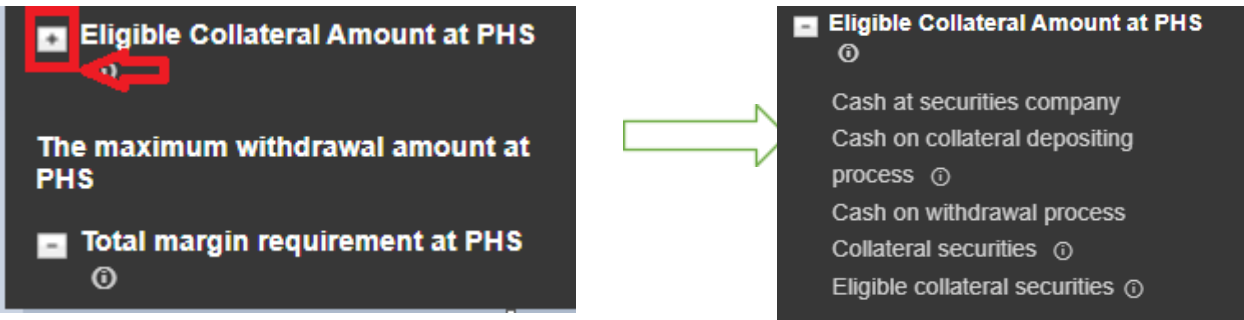 Eligible Collateral Amount at PHS
The maximum withdrawal amount at
PHS
Total margin requirement at PHS
Eligible Collateral Amount at PHS
Cash at securities company
Cash on collateral depositing
process
Cash on withdrawal process
Collateral securities
Eligible collateral securities